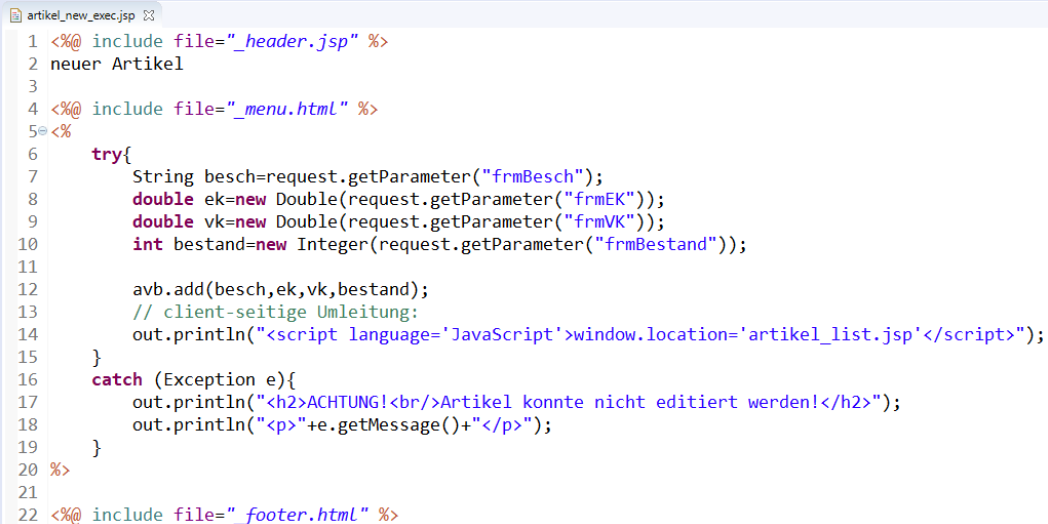 artikel_new_exec.jsp
1 <%@ include file="_header.jsp" %>
2 neuer Artikel
3
4 <%@ include file="_menu.html" %>
5 <%
6     try{
7         String besch=request.getParameter("frmBesch");
8         double ek=new Double(request.getParameter("frmEK"));
9         double vk=new Double(request.getParameter("frmVK"));
10         int bestand=new Integer(request.getParameter("frmBestand"));
11
12         avb.add(besch,ek,vk,bestand);
13         // client-seitige Umleitung:
14         out.println("<script language='JavaScript'>window.location='artikel_list.jsp'</script>");
15     }
16     catch (Exception e){
17         out.println("<h2>ACHTUNG!<br/>Artikel konnte nicht editiert werden!</h2>");
18         out.println("<p>"+e.getMessage()+"</p>");
19     }
20 %>
21
22 <%@ include file="_footer.html" %>